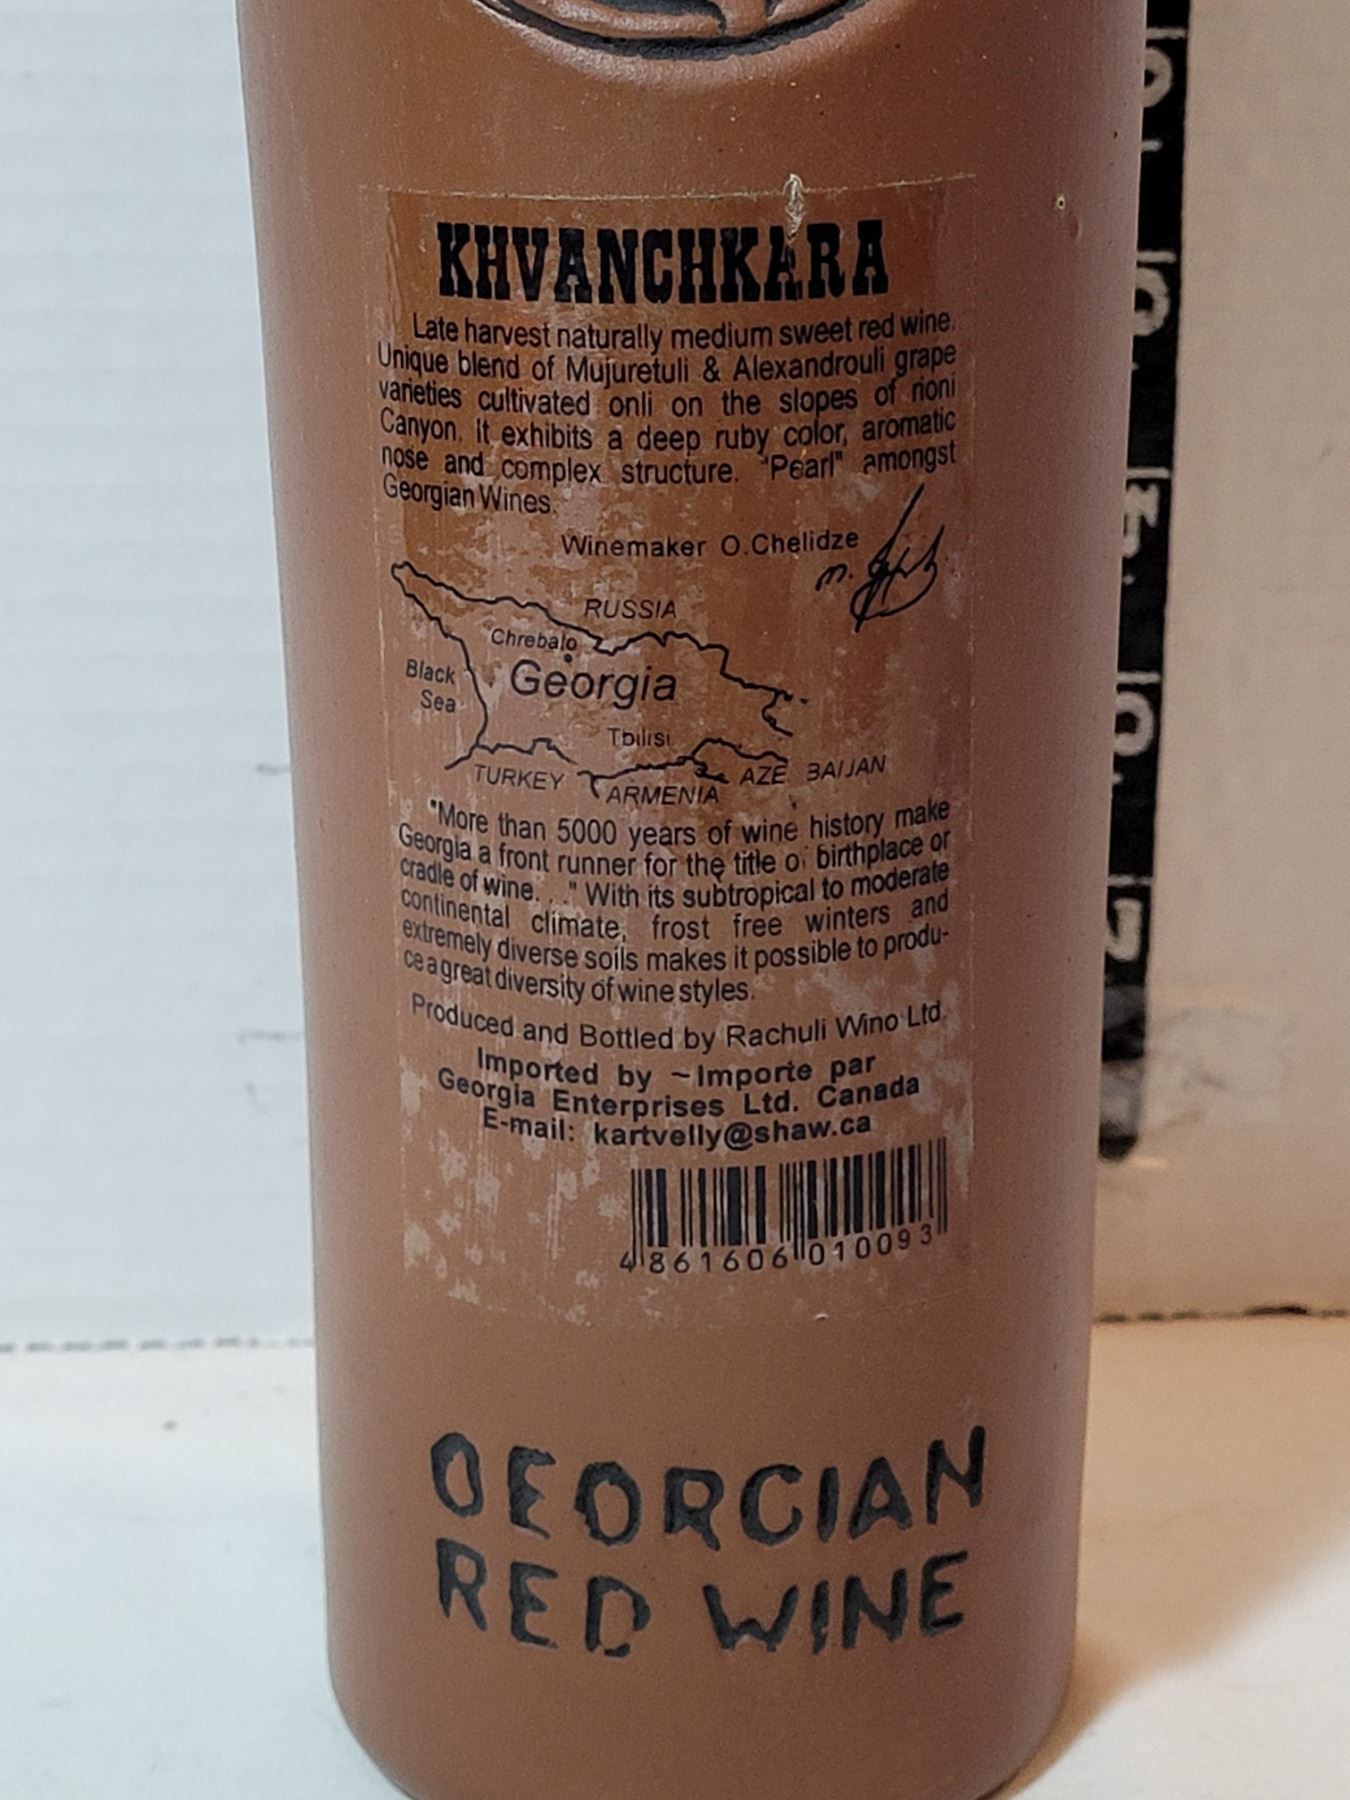 KHVANCHKARA
Late harvest naturally medium sweet red wine.
Unique blend of Mujuretuli & Alexandrouli grape
varieties cultivated onli on the slopes of rioni
Canyon. It exhibits a deep ruby color, aromatic
nose and complex structure. "Pearl" amongst
Georgian Wines.
Winemaker O.Chelidze
RUSSIA
Chrebalo
Black
Sea
Georgia
Tbilisi
TURKEY
ARMENIA
AZE BAIJAN
"More than 5000 years of wine history make
Georgia a front runner for the title of birthplace or
cradle of wine. . ." With its subtropical to moderate
continental climate, frost free winters and
extremely diverse soils makes it possible to produ-
ce a great diversity of wine styles.
Produced and Bottled by Rachuli Wino Ltd.
Imported by ~Importe par
Georgia Enterprises Ltd. Canada
E-mail: kartvelly@shaw.ca
4 861606 010093
GEORGIAN
RED WINE